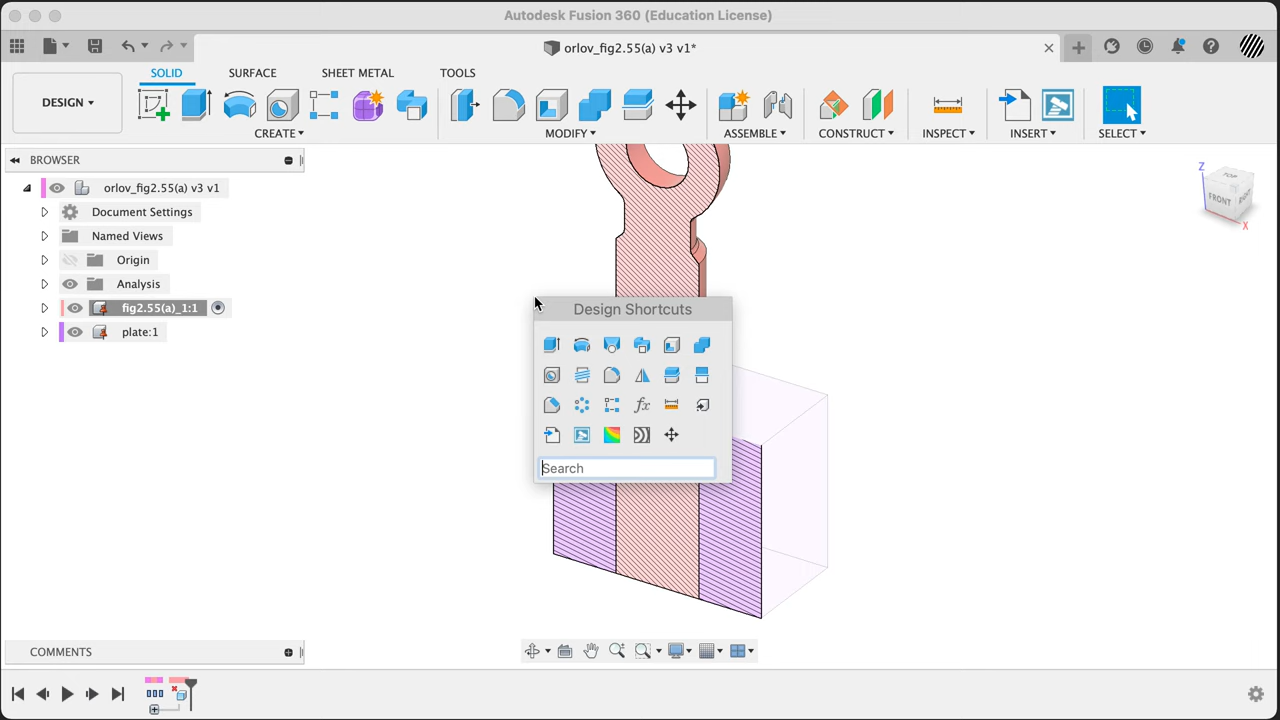 Autodesk Fusion 360 (Education License)
orlov_fig2.55(a) v3 v1*
SOLID
SURFACE
SHEET METAL
TOOLS
DESIGN
CREATE
MODIFY
ASSEMBLE
CONSTRUCT
INSPECT
INSERT
SELECT
BROWSER
orlov_fig2.55(a) v3 v1
Document Settings
Named Views
Origin
Analysis
fig2.55(a)_1:1
plate:1
Z
TOP
FRONT
RIGHT
X
Design Shortcuts
fx
Search
COMMENTS